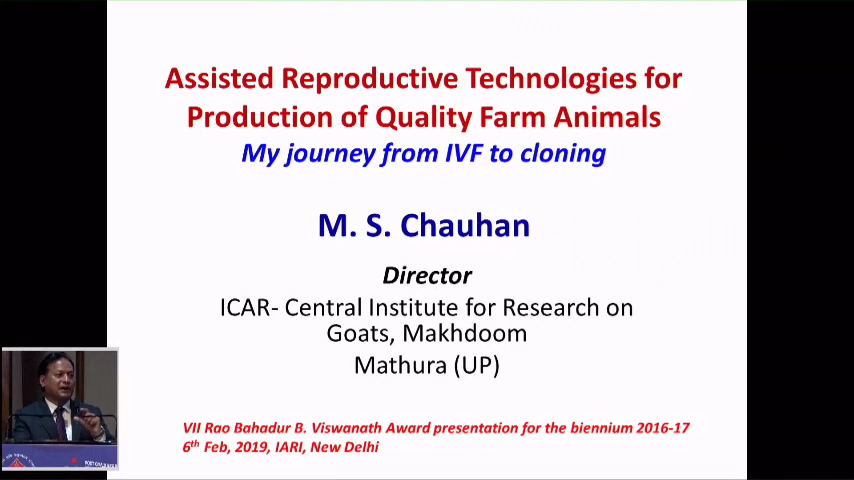 Assisted Reproductive Technologies for
Production of Quality Farm Animals
My journey from IVF to cloning
M. S. Chauhan
Director
ICAR- Central Institute for Research on
Goats, Makhdoom
Mathura (UP)
VII Rao Bahadur B. Viswanath Award presentation for the biennium 2016-17
6th Feb, 2019, IARI, New Delhi